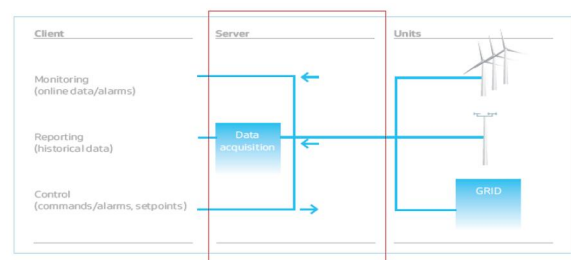 Client
Server
Units
Monitoring
(online data/alarms)
Reporting
(historical data)
Data
acquisition
Control
(commands/alarms, setpoints)
GRID